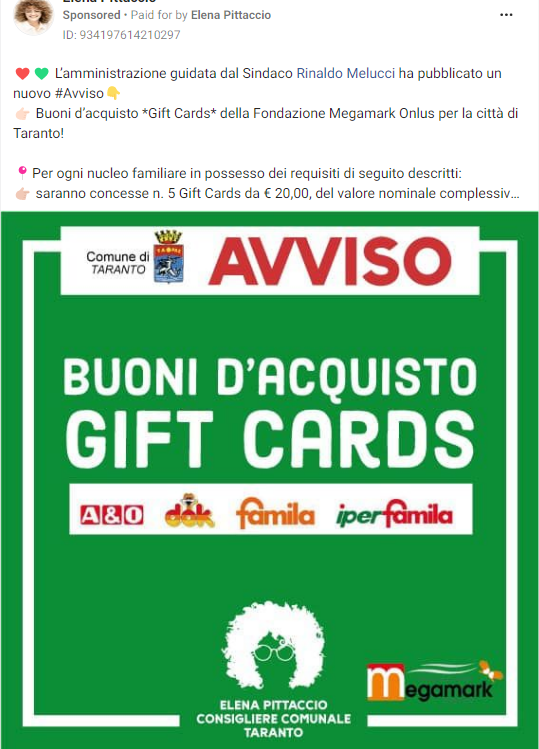 Elena Pittaccio
Sponsored • Paid for by Elena Pittaccio
ID: 934197614210297
❤️ 💚 L'amministrazione guidata dal Sindaco Rinaldo Melucci ha pubblicato un
nuovo #Avviso👇
👉🏻 Buoni d'acquisto *Gift Cards* della Fondazione Megamark Onlus per la città di
Taranto!
📍Per ogni nucleo familiare in possesso dei requisiti di seguito descritti:
👉🏻 saranno concesse n. 5 Gift Cards da € 20,00, del valore nominale complessiv...
Comune di
TARANTO
AVVISO
BUONI D'ACQUISTO
GIFT CARDS
A&O dok famila iperfamila
ELENA PITTACCIO
CONSIGLIERE COMUNALE
TARANTO
Megamark